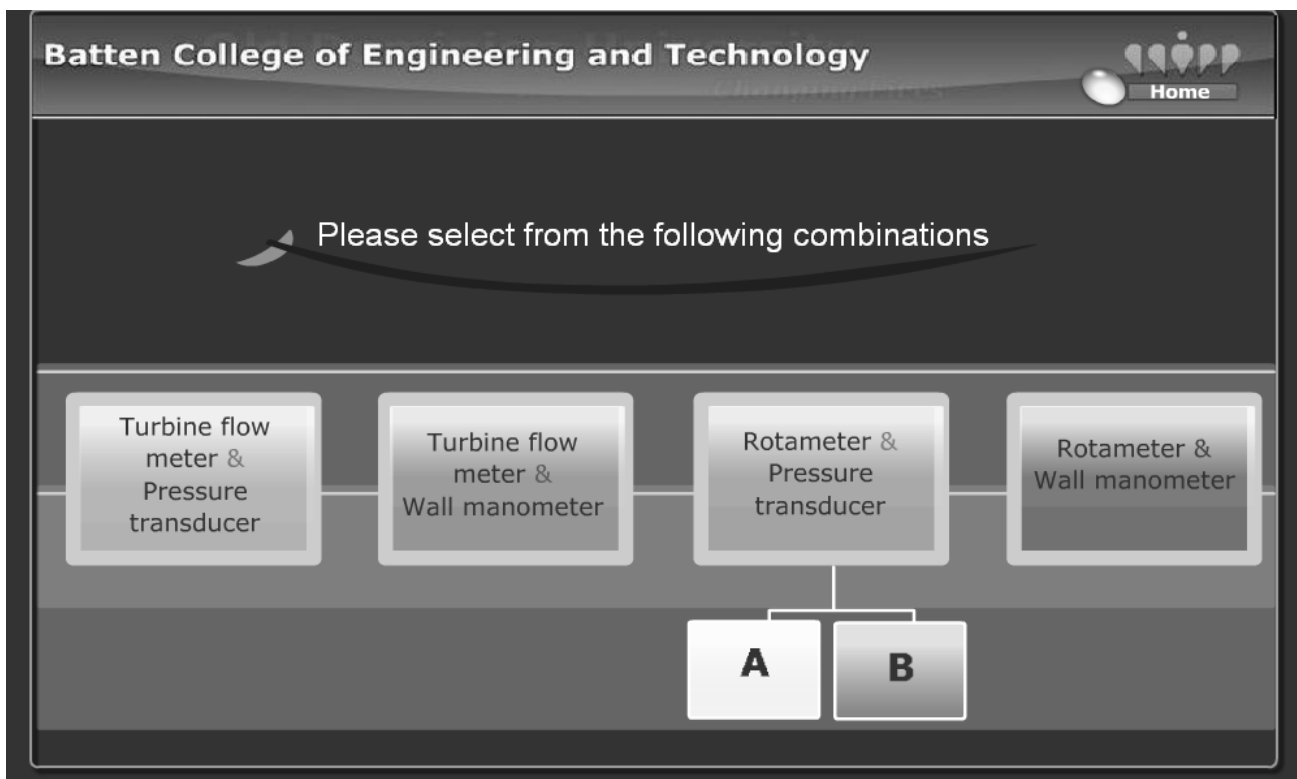 Batten College of Engineering and Technology
Home
Please select from the following combinations
Turbine flow
meter &
Pressure
transducer
Turbine flow
meter &
Wall manometer
Rotameter &
Pressure
transducer
Rotameter &
Wall manometer
A
B